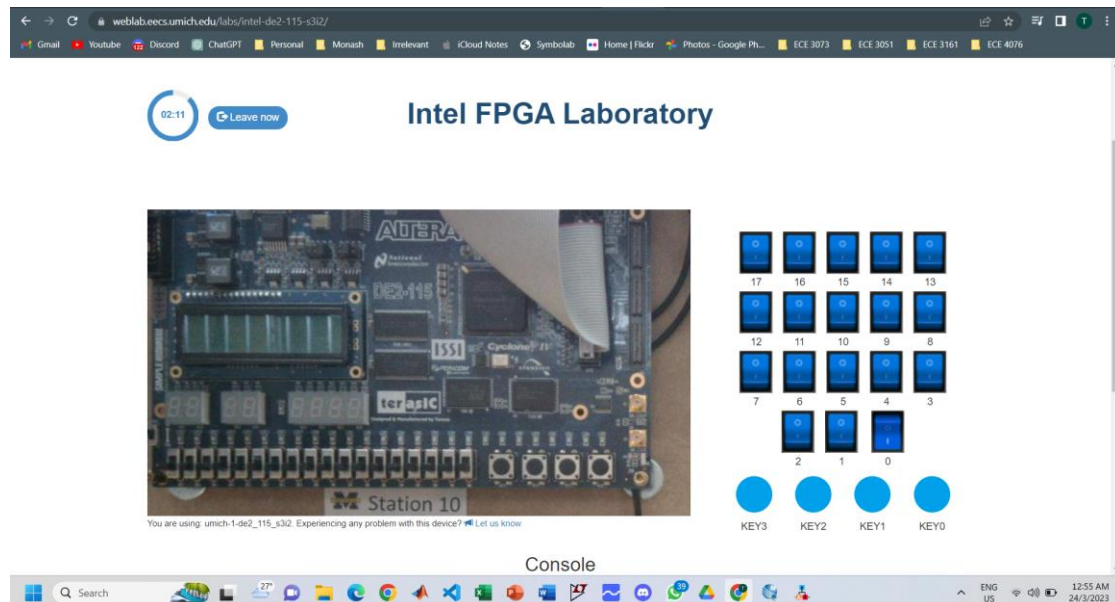 weblab.eecs.umich.edu/labs/intel-de2-115-s3i2/
Gmail Youtube Discord ChatGPT Personal Monash Irrelevant iCloud Notes Symbolab Home | Flickr Photos - Google Ph... ECE 3073 ECE 3051 ECE 3161 ECE 4076
02:11 Leave now
Intel FPGA Laboratory
ALTERA
National
DE2-115
ISSI
Cyclone IV
terasIC
Station 10
17 16 15 14 13
12 11 10 9 8
7 6 5 4 3
2 1 0
KEY3 KEY2 KEY1 KEY0
You are using: umich-1-de2_115_s3i2. Experiencing any problem with this device? Let us know
Console
Search 27° 39 ENG US 12:55 AM 24/3/2023